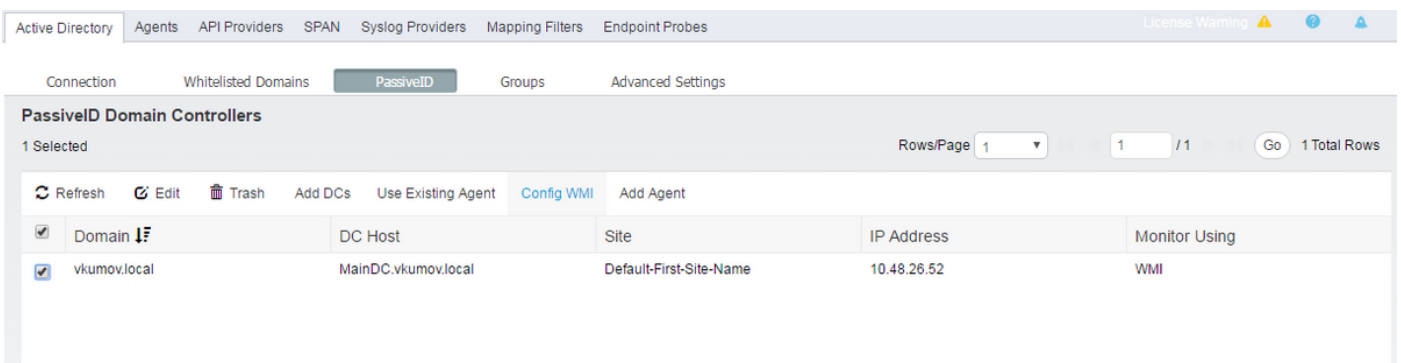 Active Directory Agents API Providers SPAN Syslog Providers Mapping Filters Endpoint Probes License Warning
Connection Whitelisted Domains PassiveID Groups Advanced Settings
PassiveID Domain Controllers
1 Selected Rows/Page 1 1 / 1 Go 1 Total Rows
Refresh Edit Trash Add DCs Use Existing Agent Config WMI Add Agent
Domain DC Host Site IP Address Monitor Using
vkumov.local MainDC.vkumov.local Default-First-Site-Name 10.48.26.52 WMI